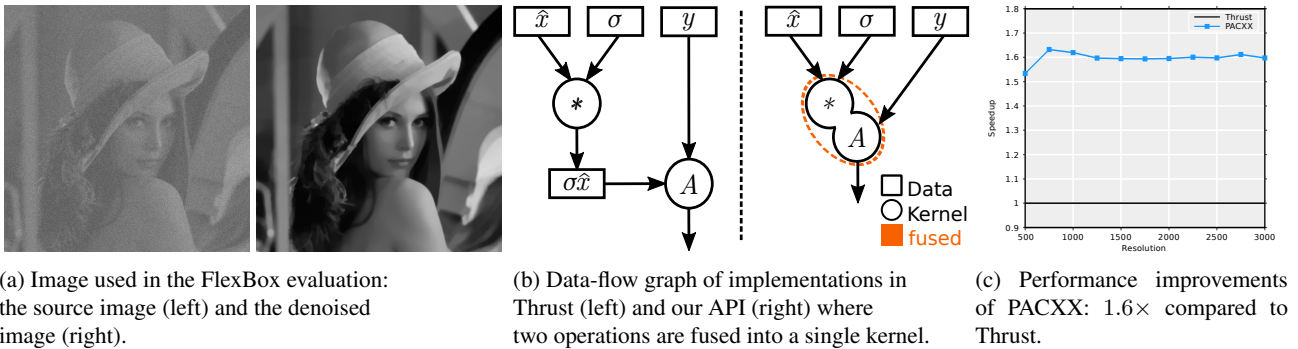 x̂ σ y
*
σx̂ A
x̂ σ y
*
A
Data
Kernel
fused
1.8
1.7
1.6
1.5
1.4
1.3
1.2
1.1
1
0.9
Speedup
500 1000 1500 2000 2500 3000
Resolution
Thrust
PACXX
(a) Image used in the FlexBox evaluation:
the source image (left) and the denoised
image (right).
(b) Data-flow graph of implementations in
Thrust (left) and our API (right) where
two operations are fused into a single kernel.
(c) Performance improvements
of PACXX: 1.6× compared to
Thrust.